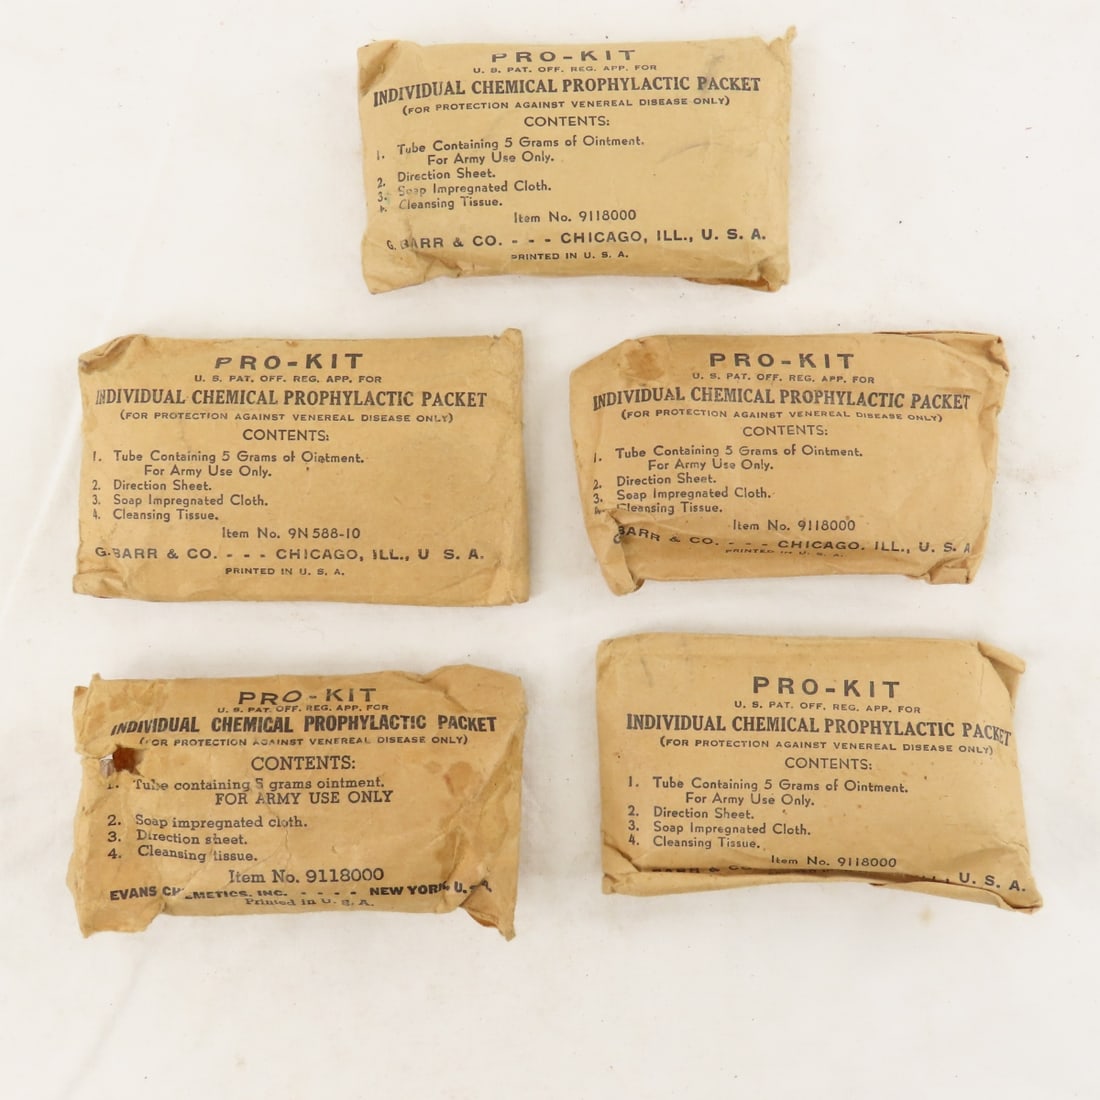 PRO-KIT
U. S. PAT. OFF. REG. APP. FOR
INDIVIDUAL CHEMICAL PROPHYLACTIC PACKET
(FOR PROTECTION AGAINST VENEREAL DISEASE ONLY)
CONTENTS:
1. Tube Containing 5 Grams of Ointment.
For Army Use Only.
2. Direction Sheet.
3. Soap Impregnated Cloth.
4. Cleansing Tissue.
Item No. 9118000
G. BARR & CO. - - - CHICAGO, ILL., U. S. A.
PRINTED IN U. S. A.
PRO-KIT
U. S. PAT. OFF. REG. APP. FOR
INDIVIDUAL CHEMICAL PROPHYLACTIC PACKET
(FOR PROTECTION AGAINST VENEREAL DISEASE ONLY)
CONTENTS:
1. Tube Containing 5 Grams of Ointment.
For Army Use Only.
2. Direction Sheet.
3. Soap Impregnated Cloth.
4. Cleansing Tissue.
Item No. 9N588-10
G. BARR & CO. - - - CHICAGO, ILL., U. S. A.
PRINTED IN U. S. A.
PRO-KIT
U. S. PAT. OFF. REG. APP. FOR
INDIVIDUAL CHEMICAL PROPHYLACTIC PACKET
(FOR PROTECTION AGAINST VENEREAL DISEASE ONLY)
CONTENTS:
1. Tube Containing 5 Grams of Ointment.
For Army Use Only.
2. Direction Sheet.
3. Soap Impregnated Cloth.
4. Cleansing Tissue.
Item No. 9118000
G. BARR & CO. - - - CHICAGO, ILL., U. S. A
PRINTED IN U. S. A.
PRO-KIT
U. S. PAT. OFF. REG. APP. FOR
INDIVIDUAL CHEMICAL PROPHYLACTIC PACKET
(FOR PROTECTION AGAINST VENEREAL DISEASE ONLY)
CONTENTS:
1. Tube containing 5 grams ointment.
FOR ARMY USE ONLY
2. Soap impregnated cloth.
3. Direction sheet.
4. Cleansing tissue.
Item No. 9118000
EVANS CHEMETICS, INC. - - - - NEW YORK, U.S.A.
Printed in U. S. A.
PRO-KIT
U. S. PAT. OFF. REG. APP. FOR
INDIVIDUAL CHEMICAL PROPHYLACTIC PACKET
(FOR PROTECTION AGAINST VENEREAL DISEASE ONLY)
CONTENTS:
1. Tube Containing 5 Grams of Ointment.
For Army Use Only.
2. Direction Sheet.
3. Soap Impregnated Cloth.
4. Cleansing Tissue.
Item No. 9118000
BARR & CO. U. S. A.